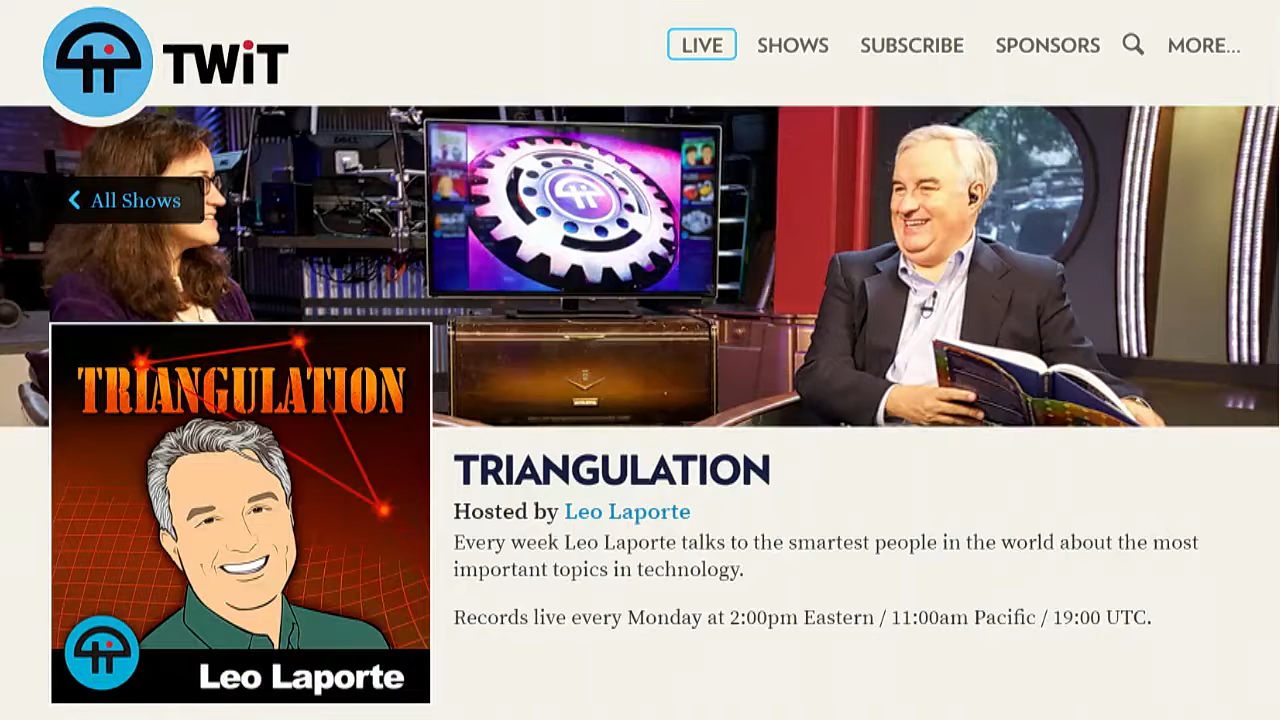 TWiT
LIVE
SHOWS
SUBSCRIBE
SPONSORS
MORE...
All Shows
TRIANGULATION
Leo Laporte
TRIANGULATION
Hosted by Leo Laporte
Every week Leo Laporte talks to the smartest people in the world about the most
important topics in technology.
Records live every Monday at 2:00pm Eastern / 11:00am Pacific / 19:00 UTC.